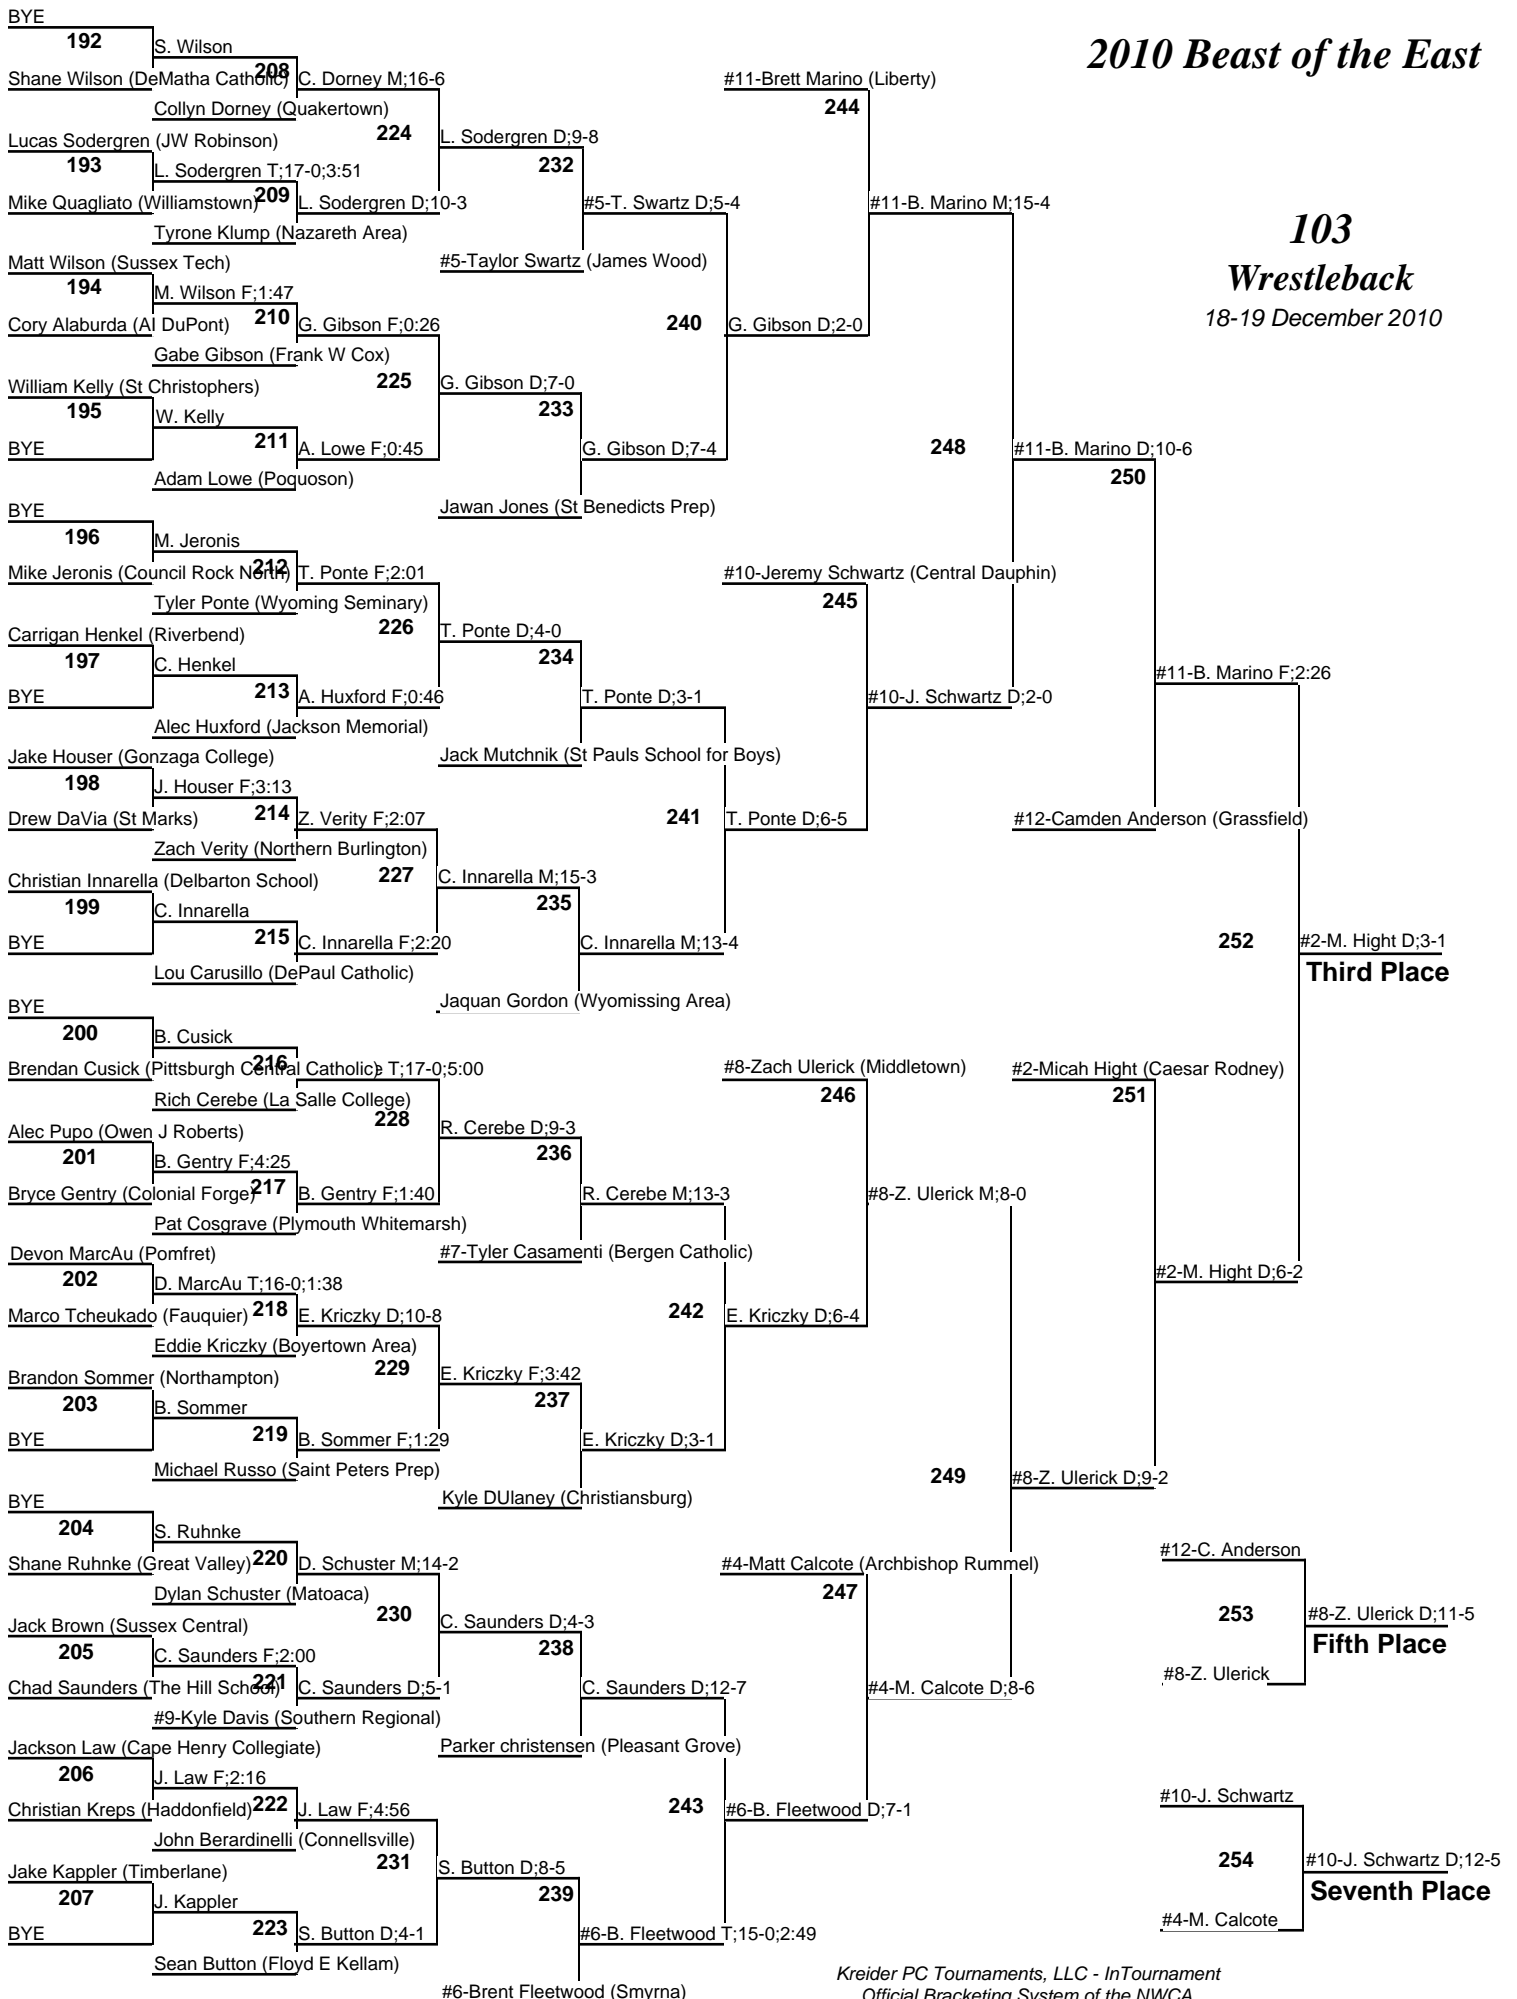 2010 Beast of the East
103
Wrestleback
18-19 December 2010
BYE
192
S. Wilson
Shane Wilson (DeMatha Catholic)
208
C. Dorney M;16-6
Collyn Dorney (Quakertown)
224
Lucas Sodergren (JW Robinson)
L. Sodergren D;9-8
193
232
L. Sodergren T;17-0;3:51
Mike Quagliato (Williamstown)
209
L. Sodergren D;10-3
#5-T. Swartz D;5-4
Tyrone Klump (Nazareth Area)
Matt Wilson (Sussex Tech)
#5-Taylor Swartz (James Wood)
194
M. Wilson F;1:47
Cory Alaburda (AI DuPont)
210
G. Gibson F;0:26
240
G. Gibson D;2-0
Gabe Gibson (Frank W Cox)
William Kelly (St Christophers)
225
G. Gibson D;7-0
195
233
W. Kelly
BYE
211
A. Lowe F;0:45
G. Gibson D;7-4
Adam Lowe (Poquoson)
Jawan Jones (St Benedicts Prep)
#11-Brett Marino (Liberty)
244
#11-B. Marino M;15-4
248
#11-B. Marino D;10-6
250
BYE
196
M. Jeronis
Mike Jeronis (Council Rock North)
212
T. Ponte F;2:01
Tyler Ponte (Wyoming Seminary)
226
Carrigan Henkel (Riverbend)
T. Ponte D;4-0
197
234
C. Henkel
BYE
213
A. Huxford F;0:46
T. Ponte D;3-1
Alec Huxford (Jackson Memorial)
Jake Houser (Gonzaga College)
Jack Mutchnik (St Pauls School for Boys)
198
J. Houser F;3:13
Drew DaVia (St Marks)
214
Z. Verity F;2:07
241
T. Ponte D;6-5
Zach Verity (Northern Burlington)
Christian Innarella (Delbarton School)
227
C. Innarella M;15-3
199
235
C. Innarella
BYE
215
C. Innarella F;2:20
C. Innarella M;13-4
Lou Carusillo (DePaul Catholic)
Jaquan Gordon (Wyomissing Area)
#10-Jeremy Schwartz (Central Dauphin)
245
#10-J. Schwartz D;2-0
#11-B. Marino F;2:26
#12-Camden Anderson (Grassfield)
252
#2-M. Hight D;3-1
Third Place
BYE
200
B. Cusick
Brendan Cusick (Pittsburgh Central Catholic)
216
T;17-0;5:00
Rich Cerebe (La Salle College)
228
Alec Pupo (Owen J Roberts)
R. Cerebe D;9-3
201
236
B. Gentry F;4:25
Bryce Gentry (Colonial Forge)
217
B. Gentry F;1:40
R. Cerebe M;13-3
Pat Cosgrave (Plymouth Whitemarsh)
Devon MarcAu (Pomfret)
#7-Tyler Casamenti (Bergen Catholic)
202
D. MarcAu T;16-0;1:38
Marco Tcheukado (Fauquier)
218
E. Kriczky D;10-8
242
E. Kriczky D;6-4
Eddie Kriczky (Boyertown Area)
229
Brandon Sommer (Northampton)
E. Kriczky F;3:42
203
237
B. Sommer
BYE
219
B. Sommer F;1:29
E. Kriczky D;3-1
Michael Russo (Saint Peters Prep)
Kyle DUlaney (Christiansburg)
#8-Zach Ulerick (Middletown)
246
#8-Z. Ulerick M;8-0
#2-Micah Hight (Caesar Rodney)
251
#2-M. Hight D;6-2
249
#8-Z. Ulerick D;9-2
BYE
204
S. Ruhnke
Shane Ruhnke (Great Valley)
220
D. Schuster M;14-2
Dylan Schuster (Matoaca)
230
Jack Brown (Sussex Central)
C. Saunders D;4-3
205
238
C. Saunders F;2:00
Chad Saunders (The Hill School)
221
C. Saunders D;5-1
C. Saunders D;12-7
#9-Kyle Davis (Southern Regional)
Jackson Law (Cape Henry Collegiate)
Parker christensen (Pleasant Grove)
206
J. Law F;2:16
Christian Kreps (Haddonfield)
222
J. Law F;4:56
243
#6-B. Fleetwood D;7-1
John Berardinelli (Connellsville)
231
Jake Kappler (Timberlane)
S. Button D;8-5
207
239
J. Kappler
BYE
223
S. Button D;4-1
#6-B. Fleetwood T;15-0;2:49
Sean Button (Floyd E Kellam)
#6-Brent Fleetwood (Smyrna)
#4-Matt Calcote (Archbishop Rummel)
247
#4-M. Calcote D;8-6
#12-C. Anderson
253
#8-Z. Ulerick D;11-5
Fifth Place
#8-Z. Ulerick
#10-J. Schwartz
254
#10-J. Schwartz D;12-5
Seventh Place
#4-M. Calcote
Kreider PC Tournaments, LLC - InTournament
Official Bracketing System of the NWCA